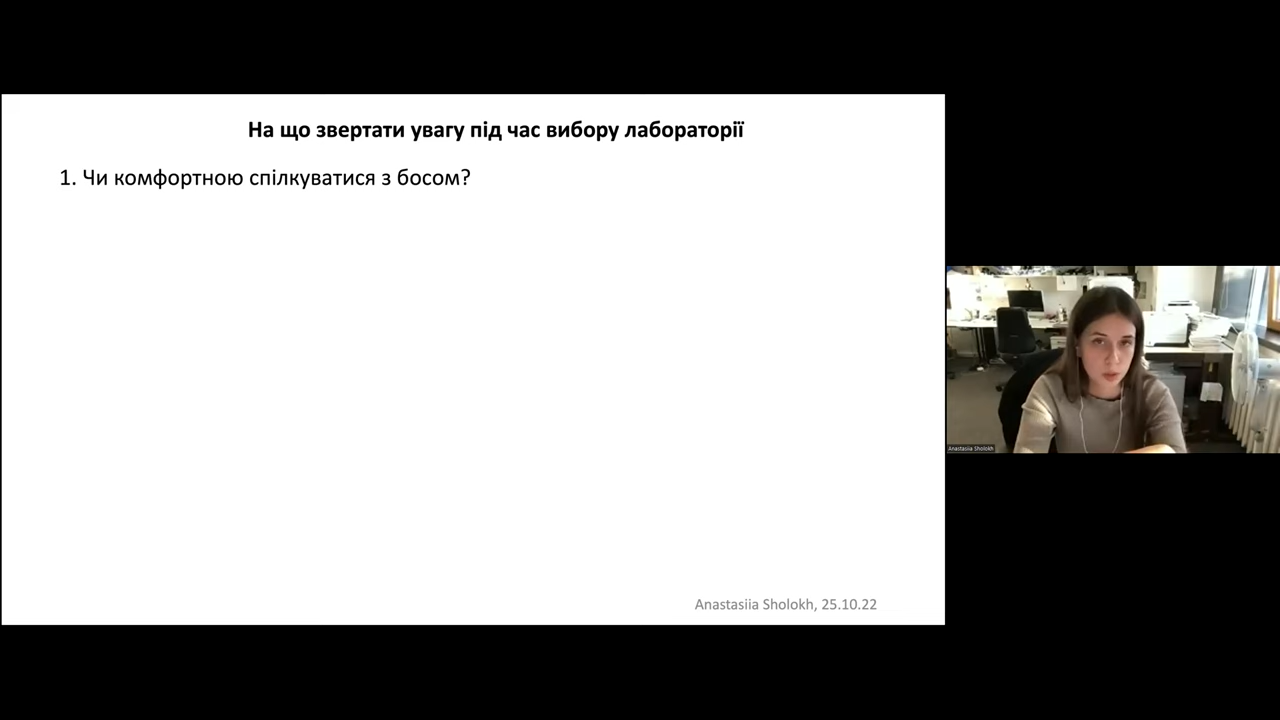 На що звертати увагу під час вибору лабораторії
1. Чи комфортною спілкуватися з босом?
Anastasiia Sholokh, 25.10.22
Anastasiia Sholokh